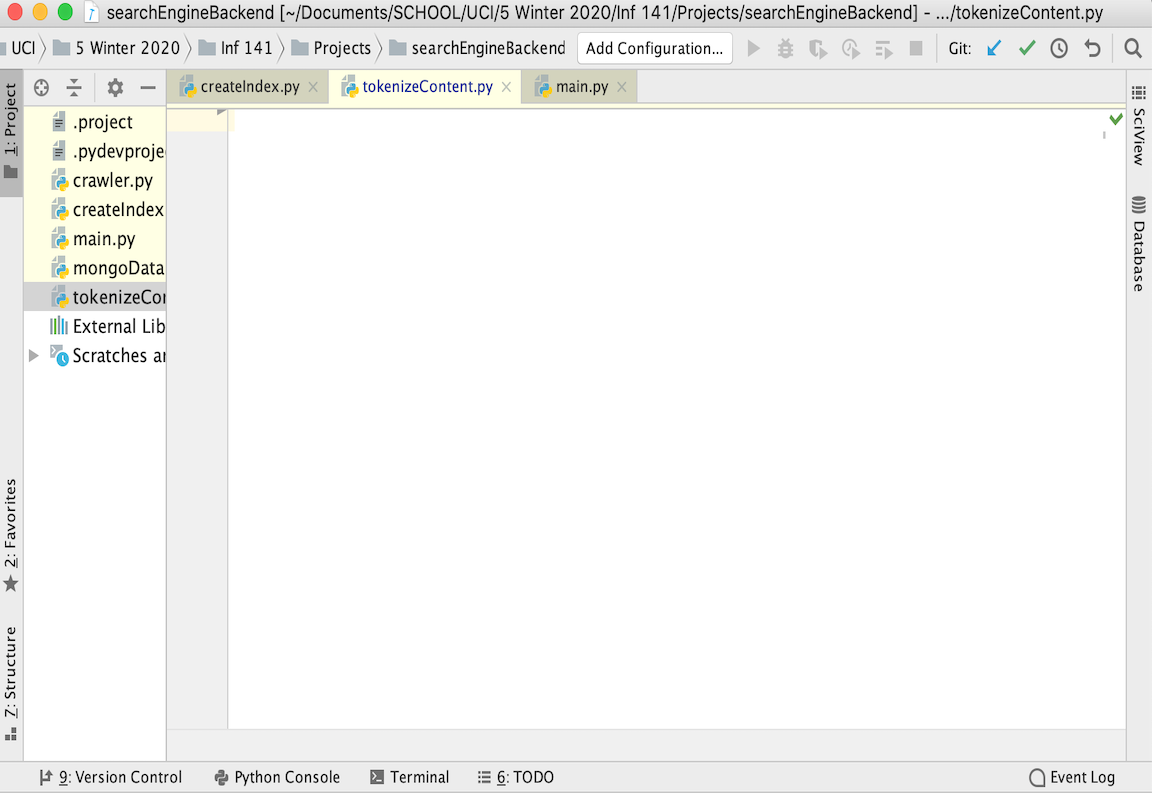 searchEngineBackend [~/Documents/SCHOOL/UCI/5 Winter 2020/Inf 141/Projects/searchEngineBackend] - .../tokenizeContent.py
UCI 5 Winter 2020 Inf 141 Projects searchEngineBackend Add Configuration... Git:
createIndex.py tokenizeContent.py main.py
1: Project
.project
.pydevproje
crawler.py
createIndex
main.py
mongoData
tokenizeCor
External Lib
Scratches ar
2: Favorites
7: Structure
SciView
Database
9: Version Control Python Console Terminal 6: TODO Event Log